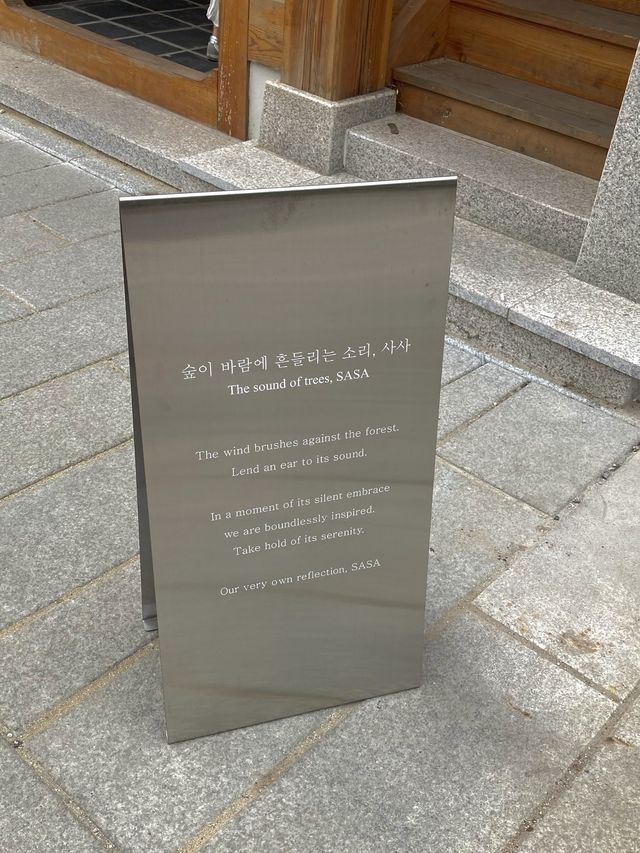 숲이 바람에 흔들리는 소리, 사사
The sound of trees, SASA
The wind brushes against the forest.
Lend an ear to its sound.
In a moment of its silent embrace
we are boundlessly inspired.
Take hold of its serenity.
Our very own reflection, SASA